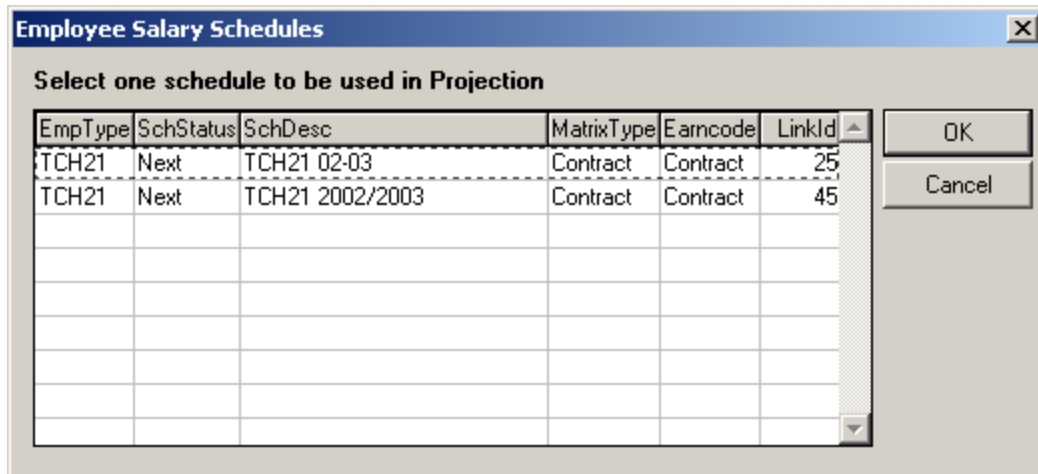 Employee Salary Schedules
Select one schedule to be used in Projection
EmpType SchStatus SchDesc MatrixType Earncode LinkId
TCH21 Next TCH21 02-03 Contract Contract 25
TCH21 Next TCH21 2002/2003 Contract Contract 45
OK
Cancel